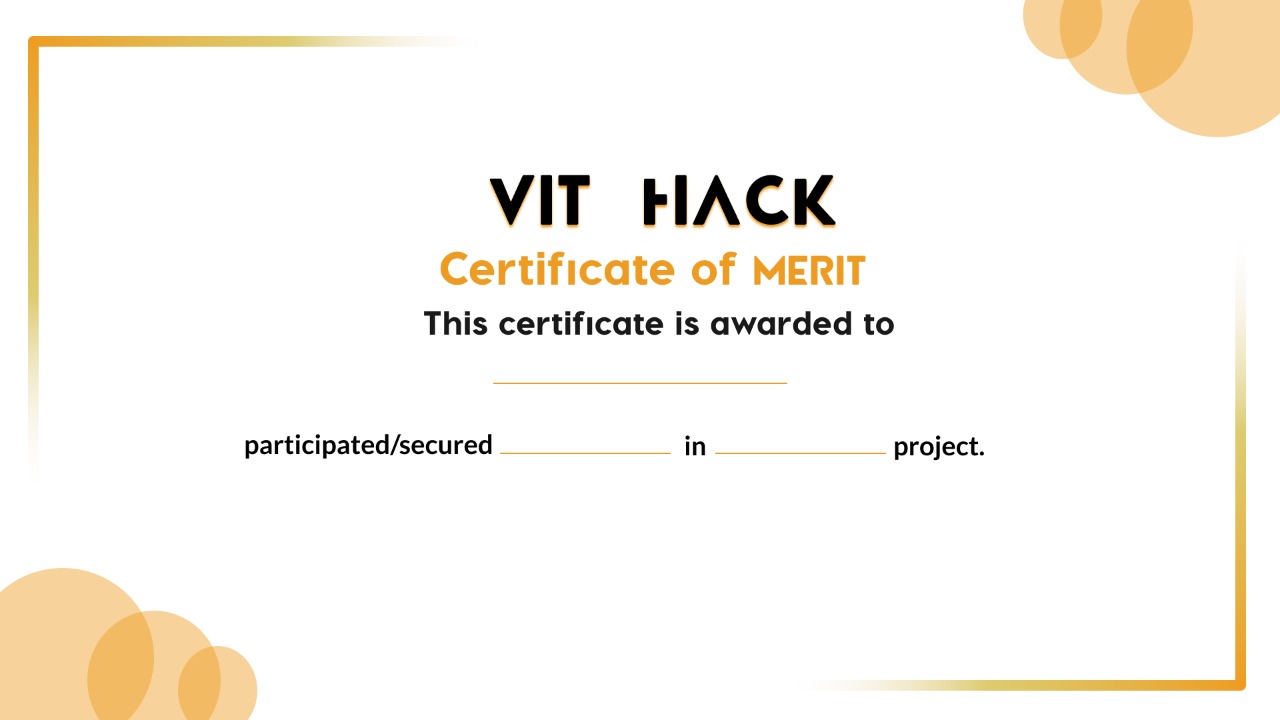 VIT HACK
Certificate of MERIT
This certificate is awarded to
participated/secured in project.